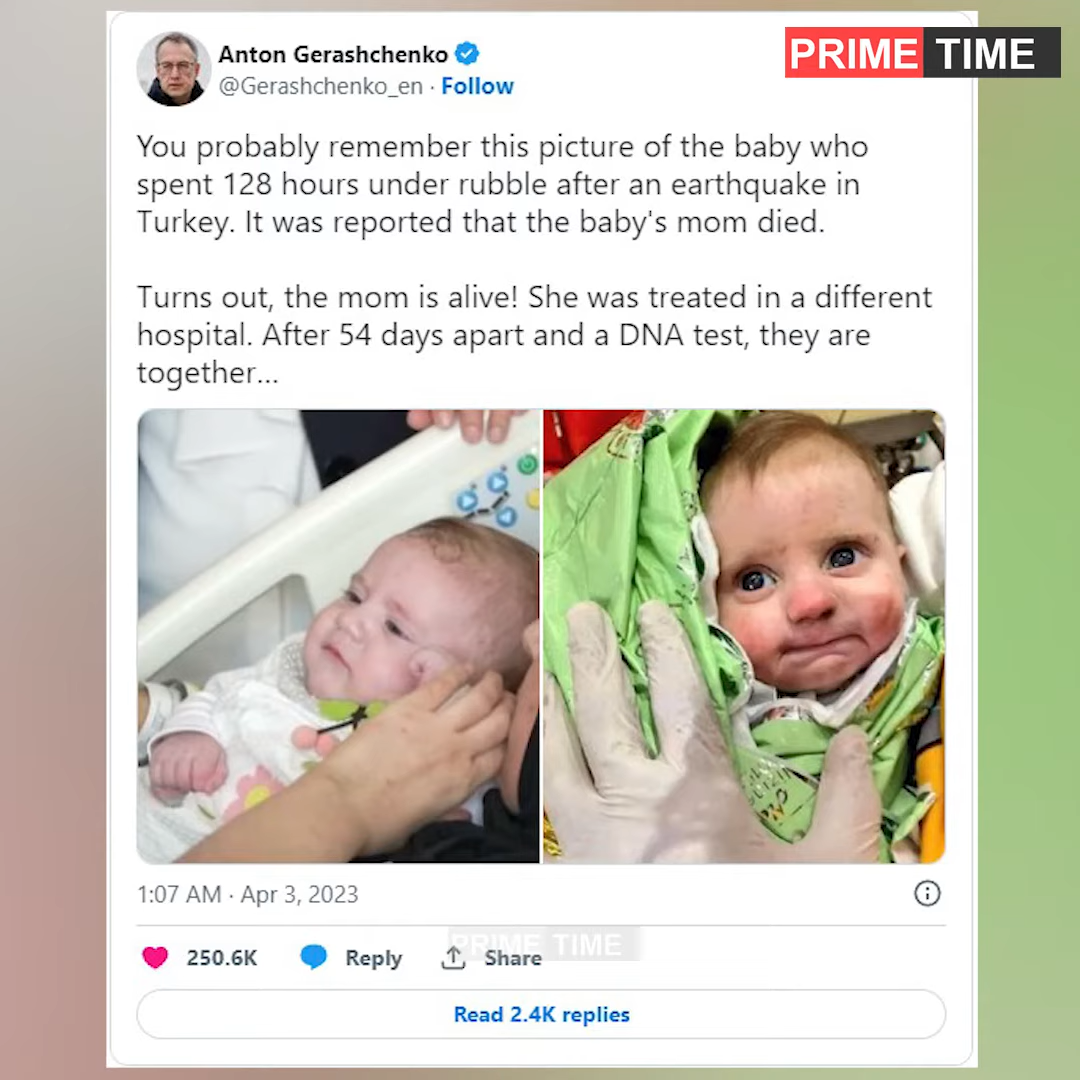 PRIME TIME
Anton Gerashchenko
@Gerashchenko_en · Follow
You probably remember this picture of the baby who
spent 128 hours under rubble after an earthquake in
Turkey. It was reported that the baby's mom died.
Turns out, the mom is alive! She was treated in a different
hospital. After 54 days apart and a DNA test, they are
together...
1:07 AM · Apr 3, 2023
PRIME TIME
250.6K Reply Share
Read 2.4K replies